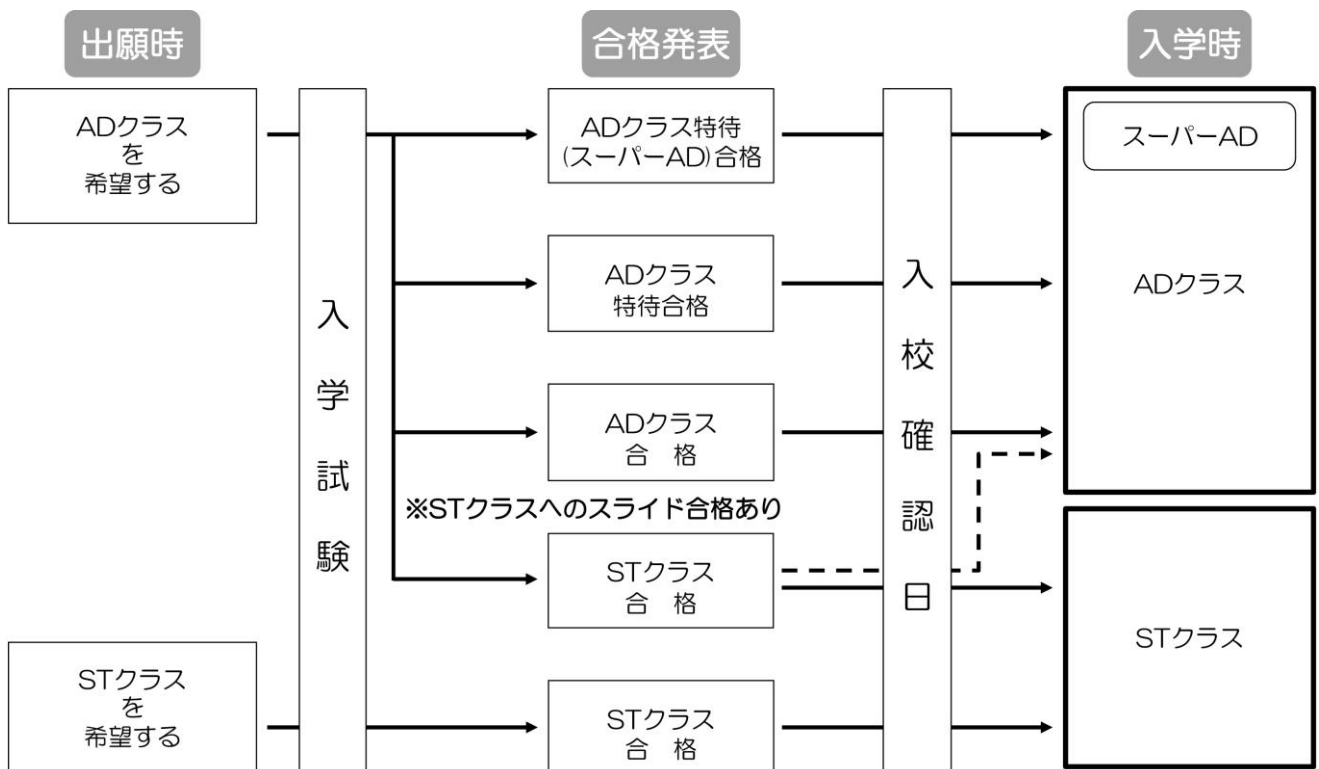 出願時
合格発表
入学時
ADクラス
を
希望する
入学試験
ADクラス特待
(スーパーAD)合格
ADクラス
特待合格
ADクラス
合　格
※STクラスへのスライド合格あり
STクラス
合　格
STクラス
を
希望する
STクラス
合　格
入校確認日
スーパーAD
ADクラス
STクラス